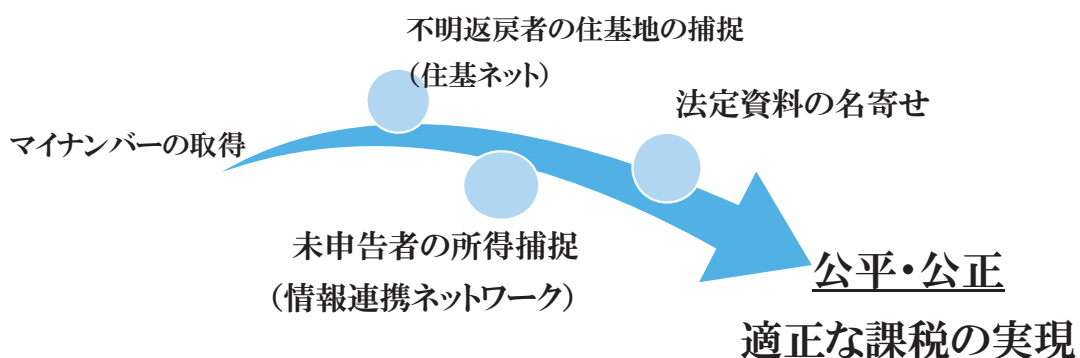 不明返戻者の住基地の捕捉
（住基ネット）
法定資料の名寄せ
マイナンバーの取得
未申告者の所得捕捉
（情報連携ネットワーク）
公平・公正
適正な課税の実現